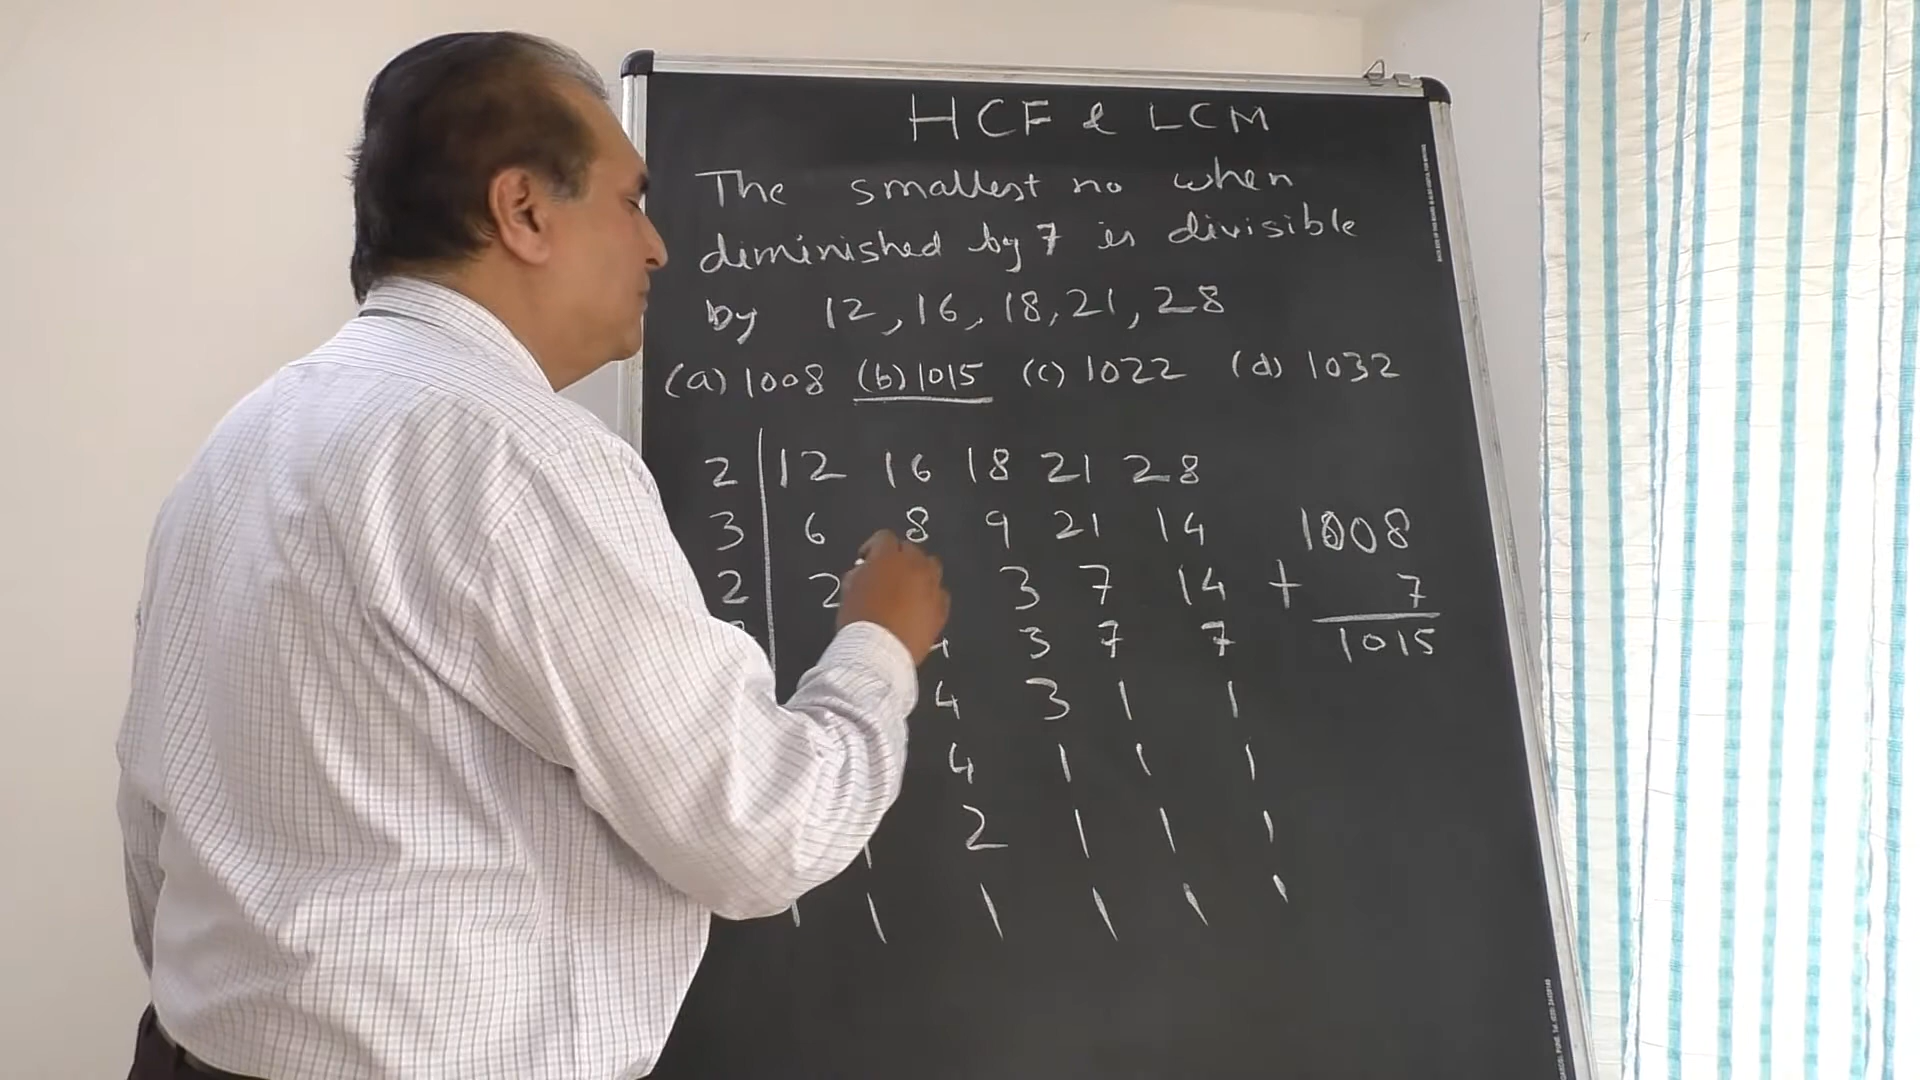 HCF & LCM
The smallest no when
diminished by 7 is divisible
by 12, 16, 18, 21, 28
(a) 1008 (b) 1015 (c) 1022 (d) 1032
2 12 16 18 21 28
3 6 8 9 21 14
2 2 3 7 14
3 7 7
4 3 1 1
4 1 1 1
2 1 1 1
1 1 1 1 1 1
1008
+ 7
1015